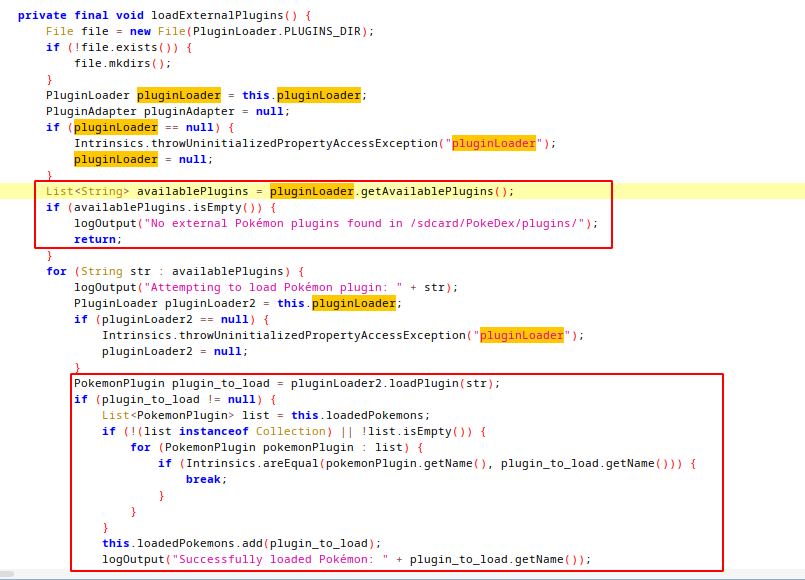 private final void loadExternalPlugins() {
File file = new File(PluginLoader.PLUGINS_DIR);
if (!file.exists()) {
file.mkdirs();
}
PluginLoader pluginLoader = this.pluginLoader;
PluginAdapter pluginAdapter = null;
if (pluginLoader == null) {
Intrinsics.throwUninitializedPropertyAccessException("pluginLoader");
pluginLoader = null;
}
List<String> availablePlugins = pluginLoader.getAvailablePlugins();
if (availablePlugins.isEmpty()) {
logOutput("No external Pokémon plugins found in /sdcard/PokeDex/plugins/");
return;
}
for (String str : availablePlugins) {
logOutput("Attempting to load Pokémon plugin: " + str);
PluginLoader pluginLoader2 = this.pluginLoader;
if (pluginLoader2 == null) {
Intrinsics.throwUninitializedPropertyAccessException("pluginLoader");
pluginLoader2 = null;
}
PokemonPlugin plugin_to_load = pluginLoader2.loadPlugin(str);
if (plugin_to_load != null) {
List<PokemonPlugin> list = this.loadedPokemons;
if (!(list instanceof Collection) || !list.isEmpty()) {
for (PokemonPlugin pokemonPlugin : list) {
if (Intrinsics.areEqual(pokemonPlugin.getName(), plugin_to_load.getName())) {
break;
}
}
}
this.loadedPokemons.add(plugin_to_load);
logOutput("Successfully loaded Pokémon: " + plugin_to_load.getName());